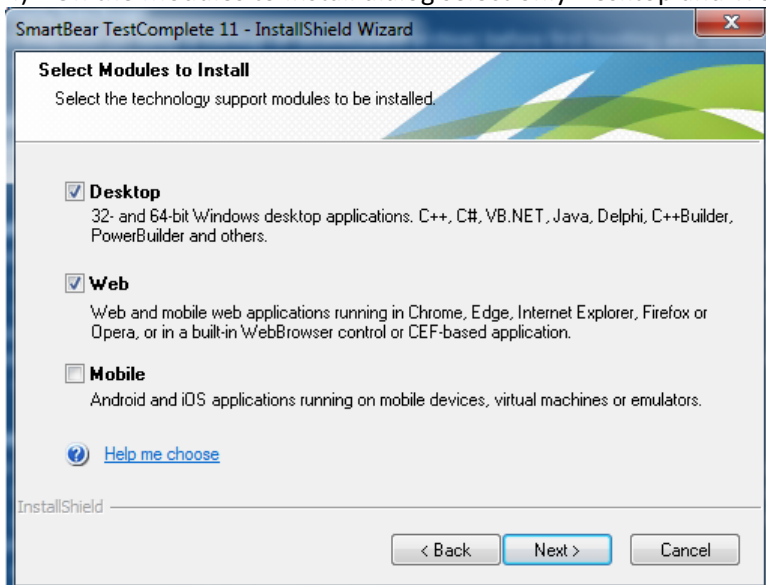 SmartBear TestComplete 11 - InstallShield Wizard
Select Modules to Install
Select the technology support modules to be installed.
Desktop
32- and 64-bit Windows desktop applications. C++, C#, VB.NET, Java, Delphi, C++Builder,
PowerBuilder and others.
Web
Web and mobile web applications running in Chrome, Edge, Internet Explorer, Firefox or
Opera, or in a built-in WebBrowser control or CEF-based application.
Mobile
Android and iOS applications running on mobile devices, virtual machines or emulators.
Help me choose
InstallShield
< Back Next > Cancel